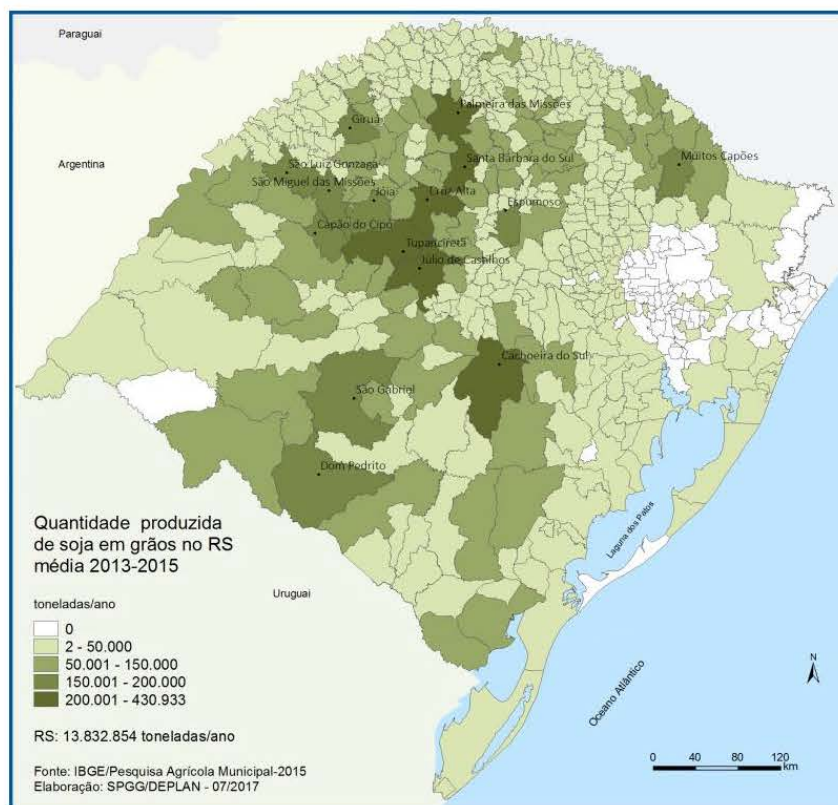 Paraguai
Argentina
Palmeira das Missões
Giruá
São Luiz Gonzaga
Santa Bárbara do Sul
Muitos Capões
São Miguel das Missões
Jóia
Cruz Alta
Espumoso
Capão do Cipó
Tupanciretã
Júlio de Castilhos
Cachoeira do Sul
São Gabriel
Dom Pedrito
Laguna dos Patos
Uruguai
Oceano Atlântico
Quantidade produzida
de soja em grãos no RS
média 2013-2015
toneladas/ano
0
2 - 50.000
50.001 - 150.000
150.001 - 200.000
200.001 - 430.933
RS: 13.832.854 toneladas/ano
Fonte: IBGE/Pesquisa Agrícola Municipal-2015
Elaboração: SPGG/DEPLAN - 07/2017
N
0 40 80 120
km